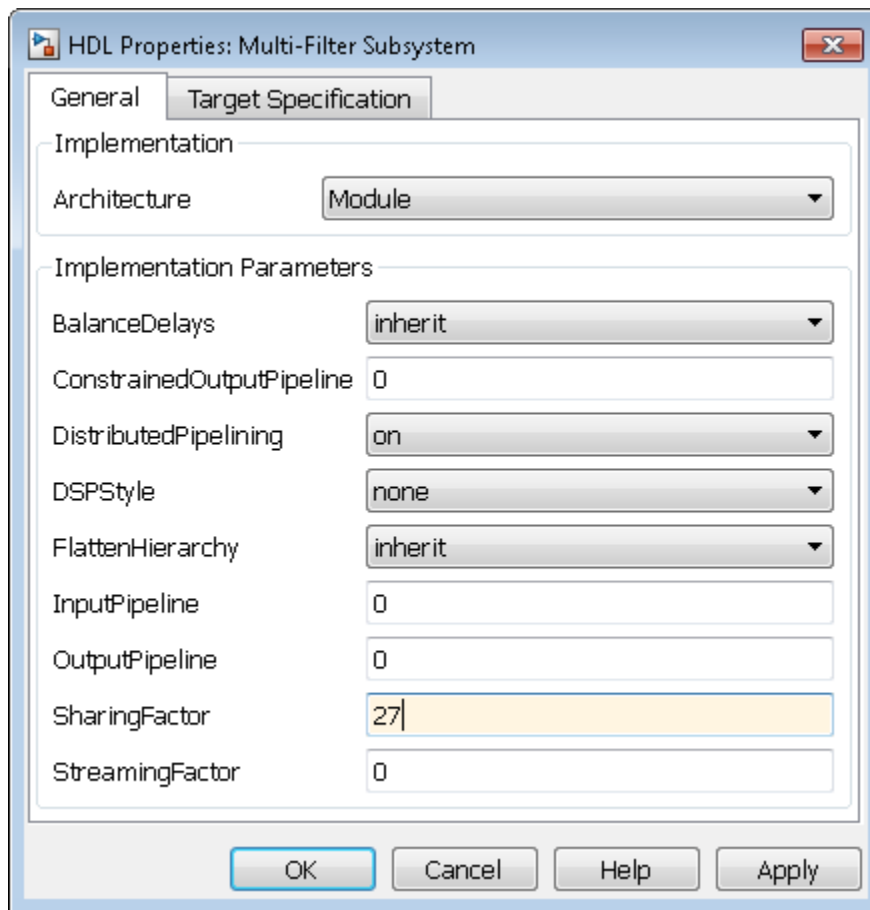 HDL Properties: Multi-Filter Subsystem
General Target Specification
Implementation
Architecture Module
Implementation Parameters
BalanceDelays inherit
ConstrainedOutputPipeline 0
DistributedPipelining on
DSPStyle none
FlattenHierarchy inherit
InputPipeline 0
OutputPipeline 0
SharingFactor 27
StreamingFactor 0
OK Cancel Help Apply